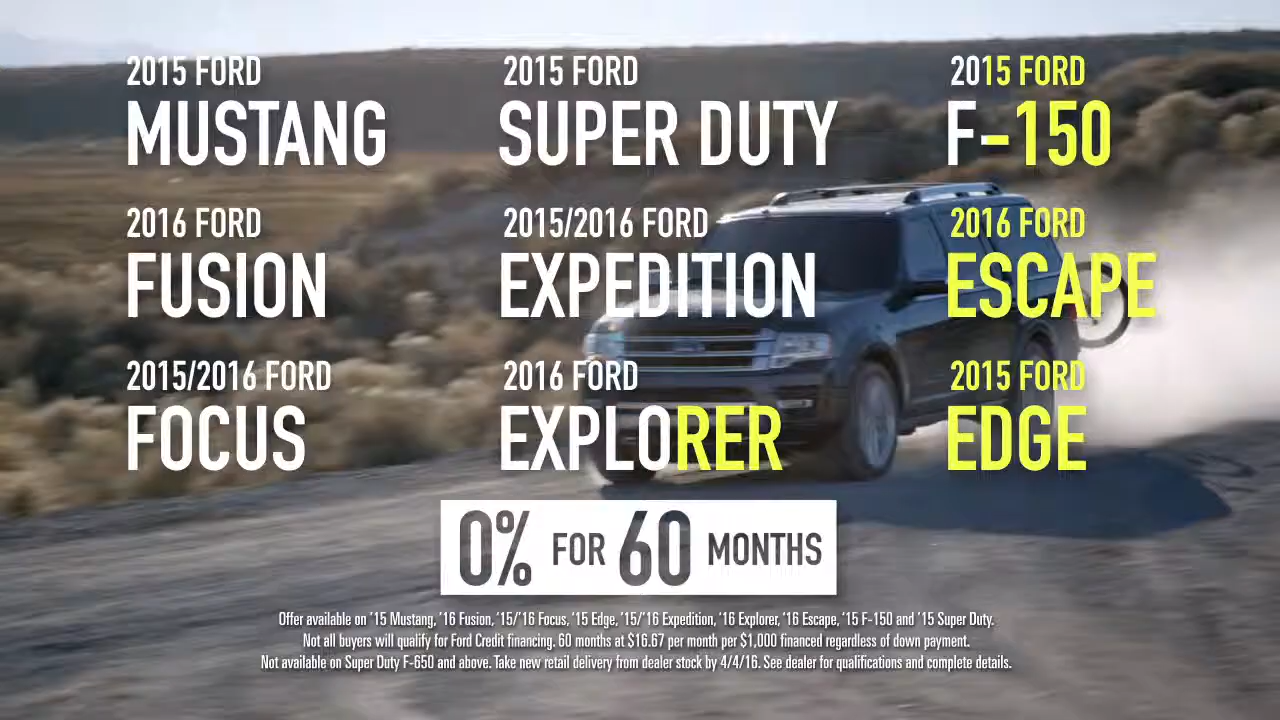 2015 FORD
MUSTANG
2015 FORD
SUPER DUTY
2015 FORD
F-150
2016 FORD
FUSION
2015/2016 FORD
EXPEDITION
2016 FORD
ESCAPE
2015/2016 FORD
FOCUS
2016 FORD
EXPLORER
2015 FORD
EDGE
0% FOR 60 MONTHS
Offer available on '15 Mustang, '16 Fusion, '15/'16 Focus, '15 Edge, '15/'16 Expedition, '16 Explorer, '16 Escape, '15 F-150 and '15 Super Duty.
Not all buyers will qualify for Ford Credit financing. 60 months at $16.67 per month per $1,000 financed regardless of down payment.
Not available on Super Duty F-650 and above. Take new retail delivery from dealer stock by 4/4/16. See dealer for qualifications and complete details.